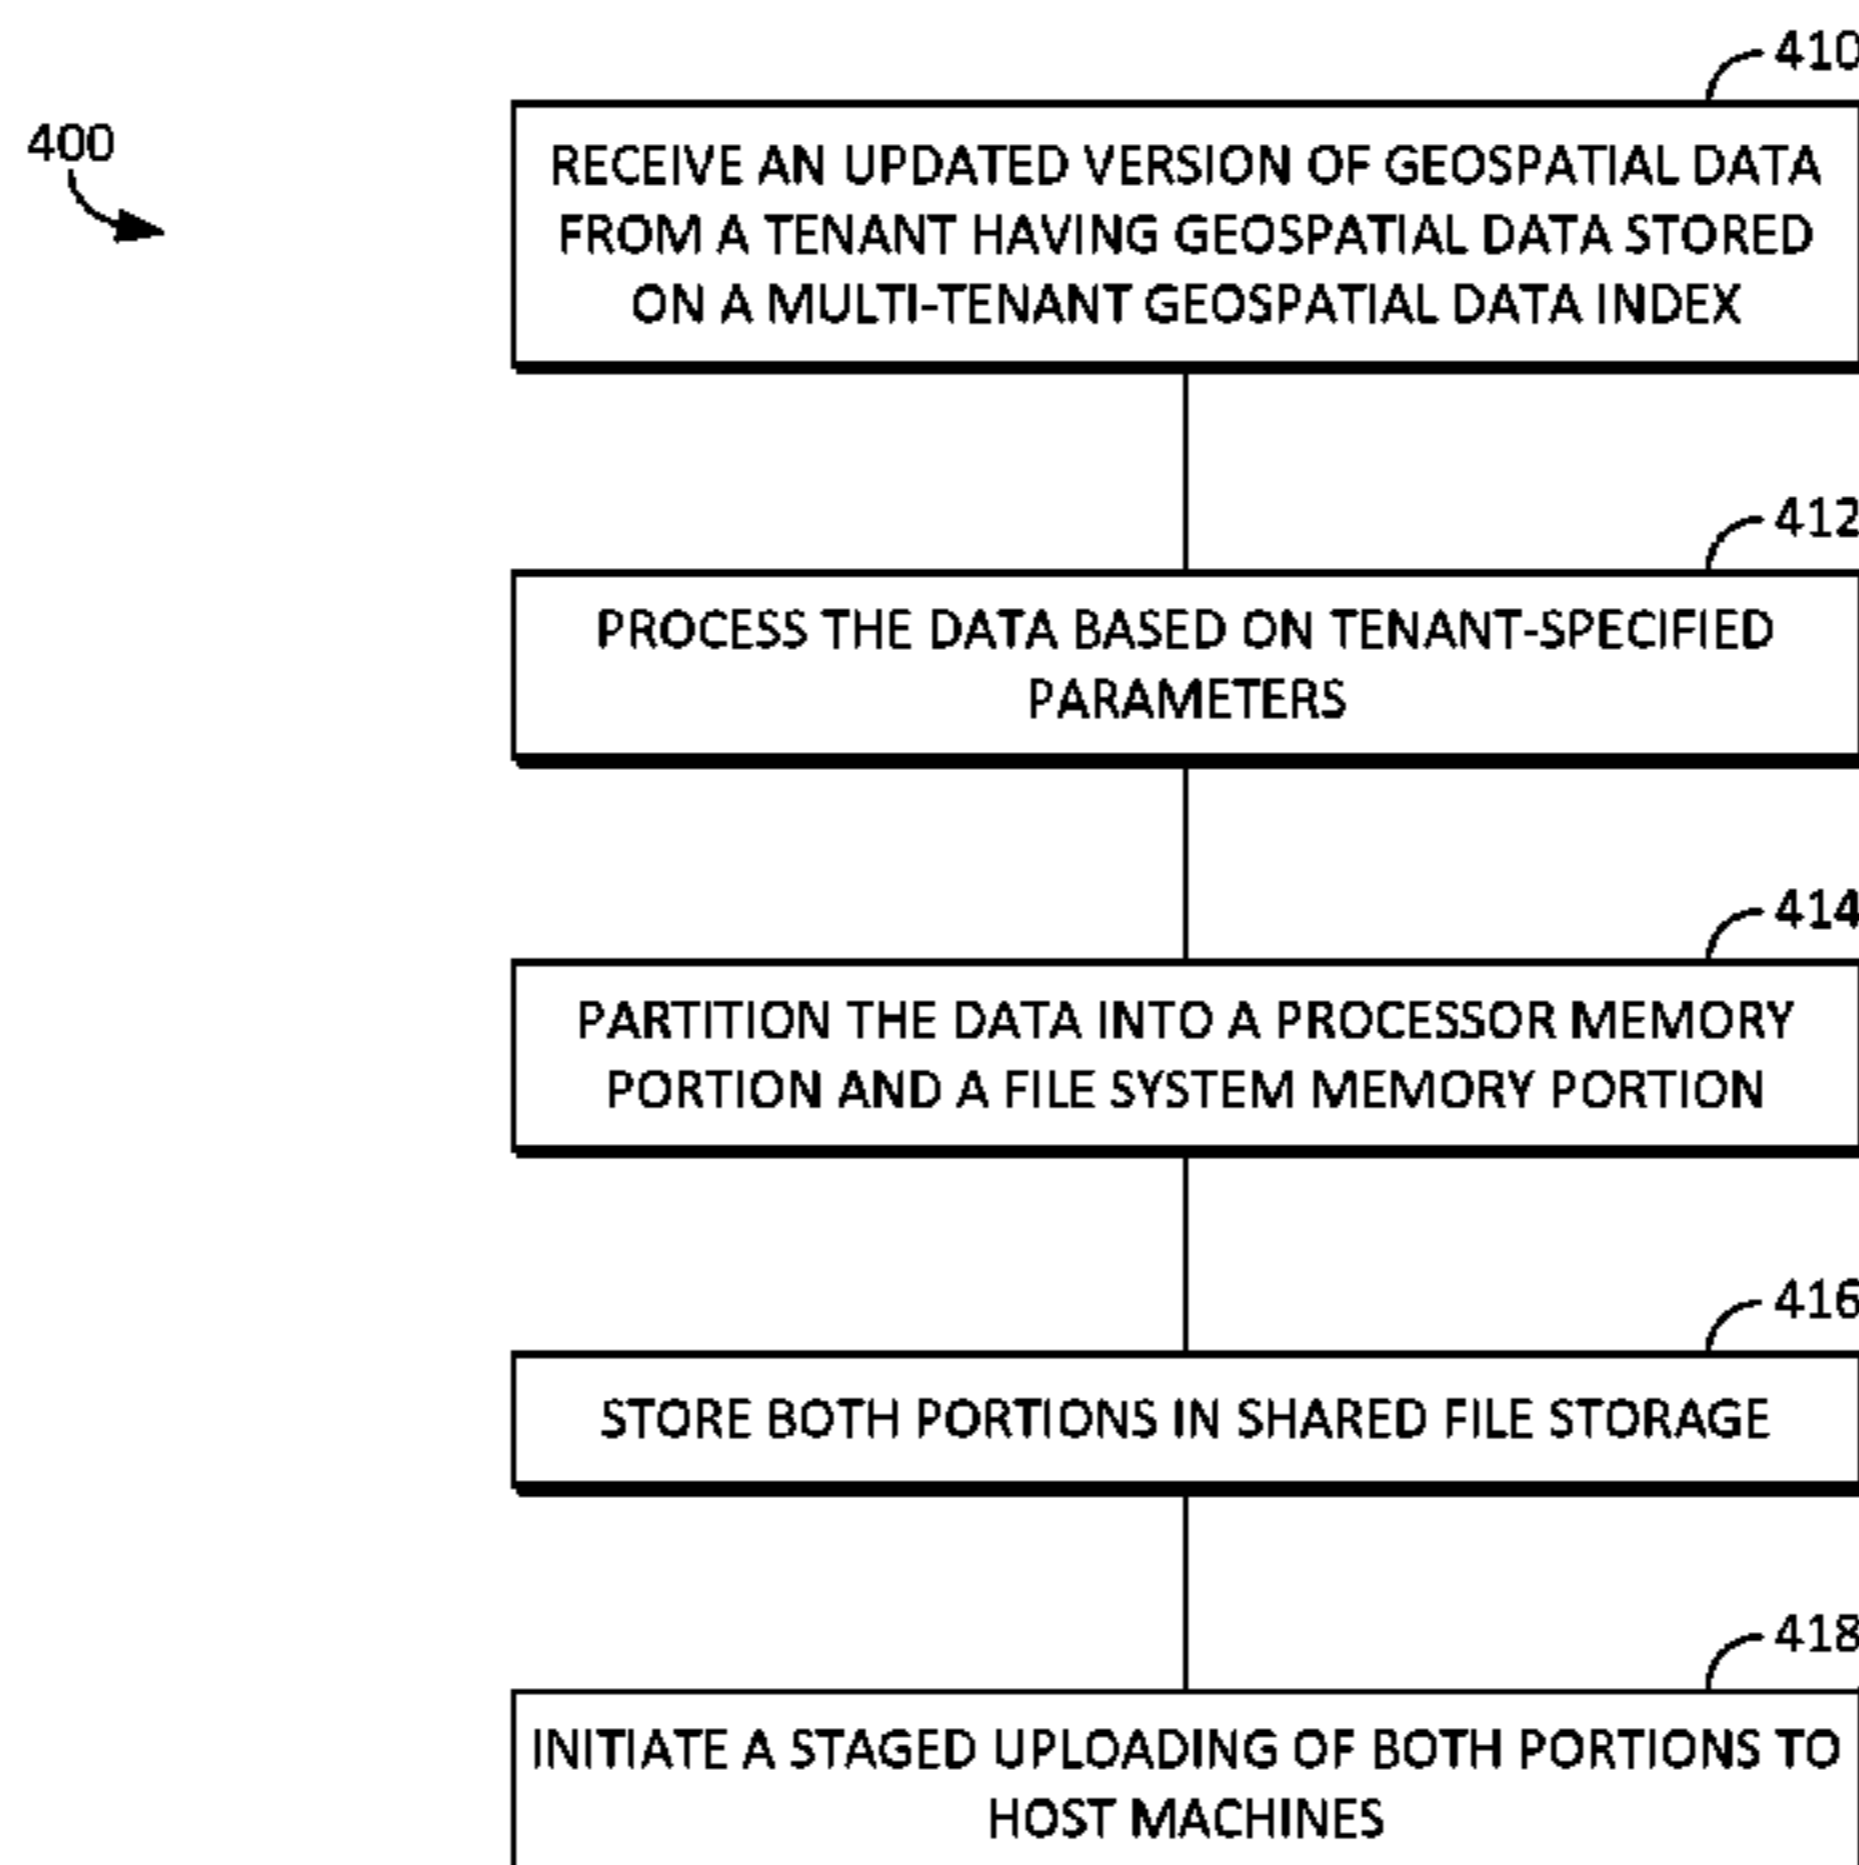 410
400
RECEIVE AN UPDATED VERSION OF GEOSPATIAL DATA
FROM A TENANT HAVING GEOSPATIAL DATA STORED
ON A MULTI-TENANT GEOSPATIAL DATA INDEX
412
PROCESS THE DATA BASED ON TENANT-SPECIFIED
PARAMETERS
414
PARTITION THE DATA INTO A PROCESSOR MEMORY
PORTION AND A FILE SYSTEM MEMORY PORTION
416
STORE BOTH PORTIONS IN SHARED FILE STORAGE
418
INITIATE A STAGED UPLOADING OF BOTH PORTIONS TO
HOST MACHINES